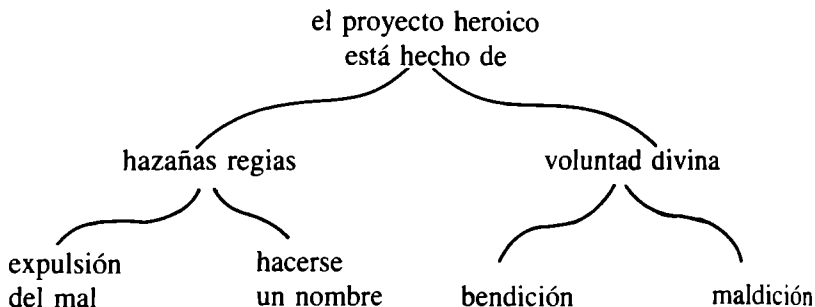 el proyecto heroico
está hecho de
hazañas regias
voluntad divina
expulsión
del mal
hacerse
un nombre
bendición
maldición